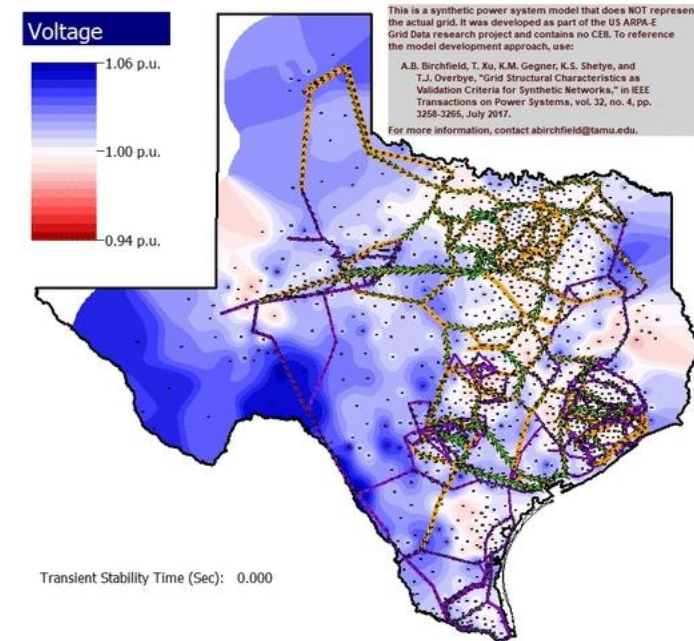 Voltage
1.06 p.u.
1.00 p.u.
0.94 p.u.
This is a synthetic power system model that does NOT represen
the actual grid. It was developed as part of the US ARPA-E
Grid Data research project and contains no CEII. To reference
the model development approach, use:
A.B. Birchfield, T. Xu, K.M. Gegner, K.S. Shetye, and
T.J. Overbye, "Grid Structural Characteristics as
Validation Criteria for Synthetic Networks," in IEEE
Transactions on Power Systems, vol. 32, no. 4, pp.
3258-3265, July 2017.
For more information, contact abirchfield@tamu.edu.
Transient Stability Time (Sec): 0.000